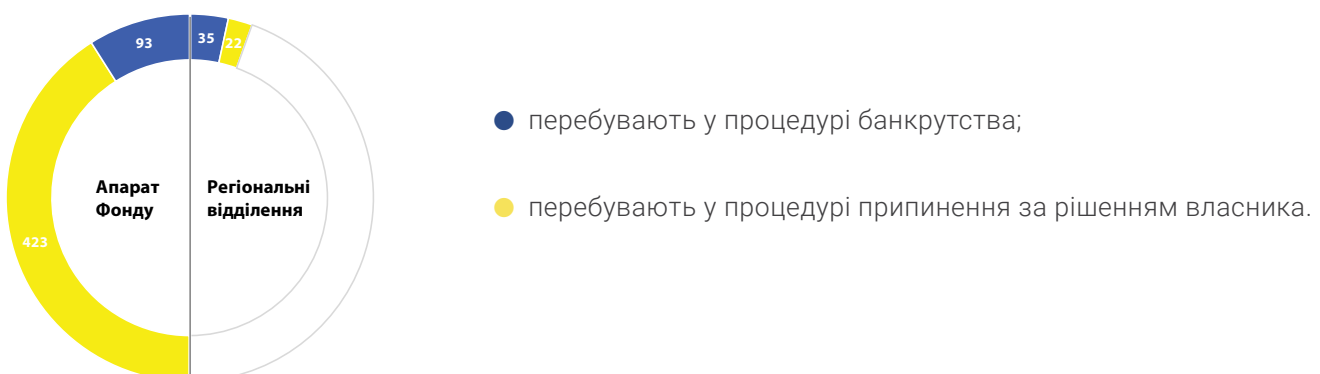 93
35
22
перебувають у процедурі банкрутства;
Апарат
Фонду
Регіональні
відділення
перебувають у процедурі припинення за рішенням власника.
423